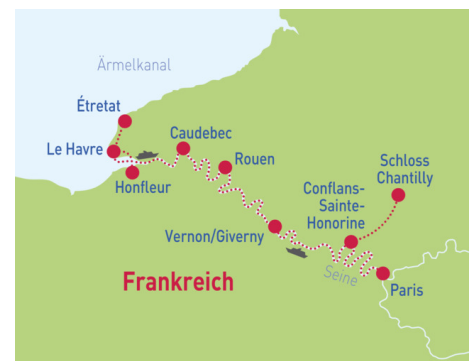 Ärmelkanal
Étretat
Le Havre
Caudebec
Honfleur
Rouen
Schloss
Chantilly
Conflans-
Sainte-
Honorine
Vernon/Giverny
Seine
Frankreich
Paris